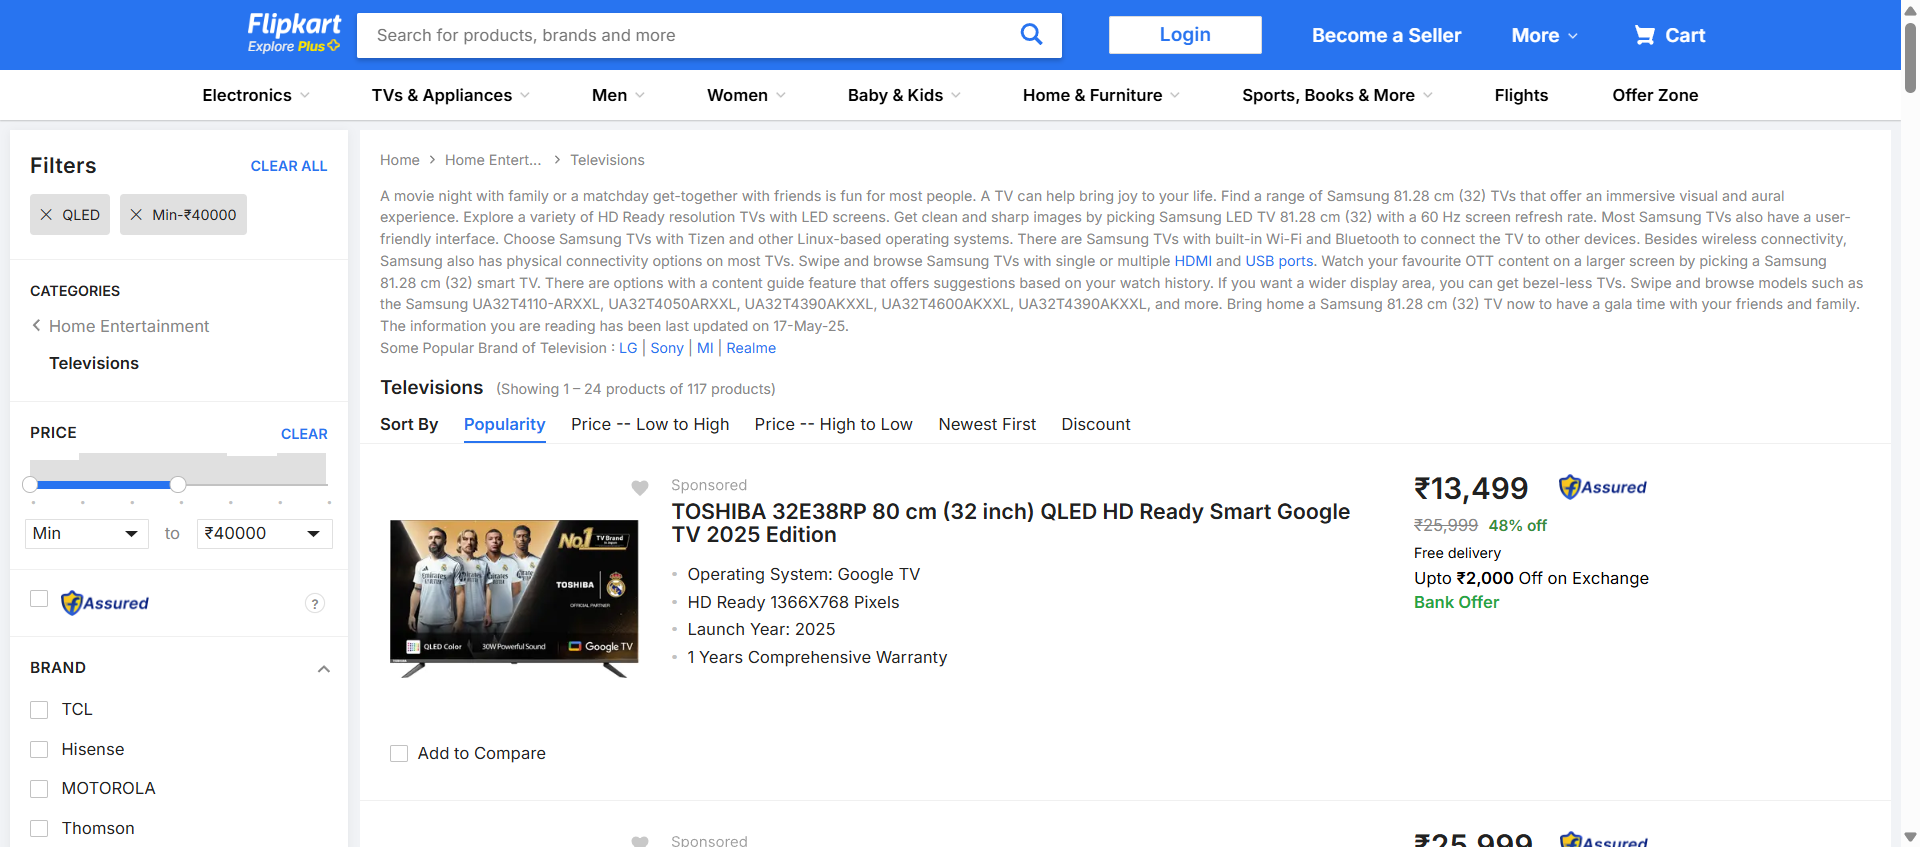 Flipkart
Explore Plus
Search for products, brands and more
Login
Become a Seller
More
Cart
Electronics
TVs & Appliances
Men
Women
Baby & Kids
Home & Furniture
Sports, Books & More
Flights
Offer Zone
Filters
CLEAR ALL
QLED
Min-₹40000
CATEGORIES
Home Entertainment
Televisions
PRICE
CLEAR
Min
to
₹40000
Assured
?
BRAND
TCL
Hisense
MOTOROLA
Thomson
Home
Home Entert...
Televisions
A movie night with family or a matchday get-together with friends is fun for most people. A TV can help bring joy to your life. Find a range of Samsung 81.28 cm (32) TVs that offer an immersive visual and aural
experience. Explore a variety of HD Ready resolution TVs with LED screens. Get clean and sharp images by picking Samsung LED TV 81.28 cm (32) with a 60 Hz screen refresh rate. Most Samsung TVs also have a user-
friendly interface. Choose Samsung TVs with Tizen and other Linux-based operating systems. There are Samsung TVs with built-in Wi-Fi and Bluetooth to connect the TV to other devices. Besides wireless connectivity,
Samsung also has physical connectivity options on most TVs. Swipe and browse Samsung TVs with single or multiple HDMI and USB ports. Watch your favourite OTT content on a larger screen by picking a Samsung
81.28 cm (32) smart TV. There are options with a content guide feature that offers suggestions based on your watch history. If you want a wider display area, you can get bezel-less TVs. Swipe and browse models such as
the Samsung UA32T4110-ARXXL, UA32T4050ARXXL, UA32T4390AKXXL, UA32T4600AKXXL, UA32T4390AKXXL, and more. Bring home a Samsung 81.28 cm (32) TV now to have a gala time with your friends and family.
The information you are reading has been last updated on 17-May-25.
Some Popular Brand of Television : LG | Sony | MI | Realme
Televisions (Showing 1 – 24 products of 117 products)
Sort By
Popularity
Price -- Low to High
Price -- High to Low
Newest First
Discount
No.1 TV Brand
TOSHIBA
OFFICIAL PARTNER
QLED Color
30W Powerful Sound
Google TV
Add to Compare
Sponsored
TOSHIBA 32E38RP 80 cm (32 inch) QLED HD Ready Smart Google
TV 2025 Edition
Operating System: Google TV
HD Ready 1366X768 Pixels
Launch Year: 2025
1 Years Comprehensive Warranty
₹13,499
Assured
₹25,999 48% off
Free delivery
Upto ₹2,000 Off on Exchange
Bank Offer
Sponsored
₹25,999
Assured